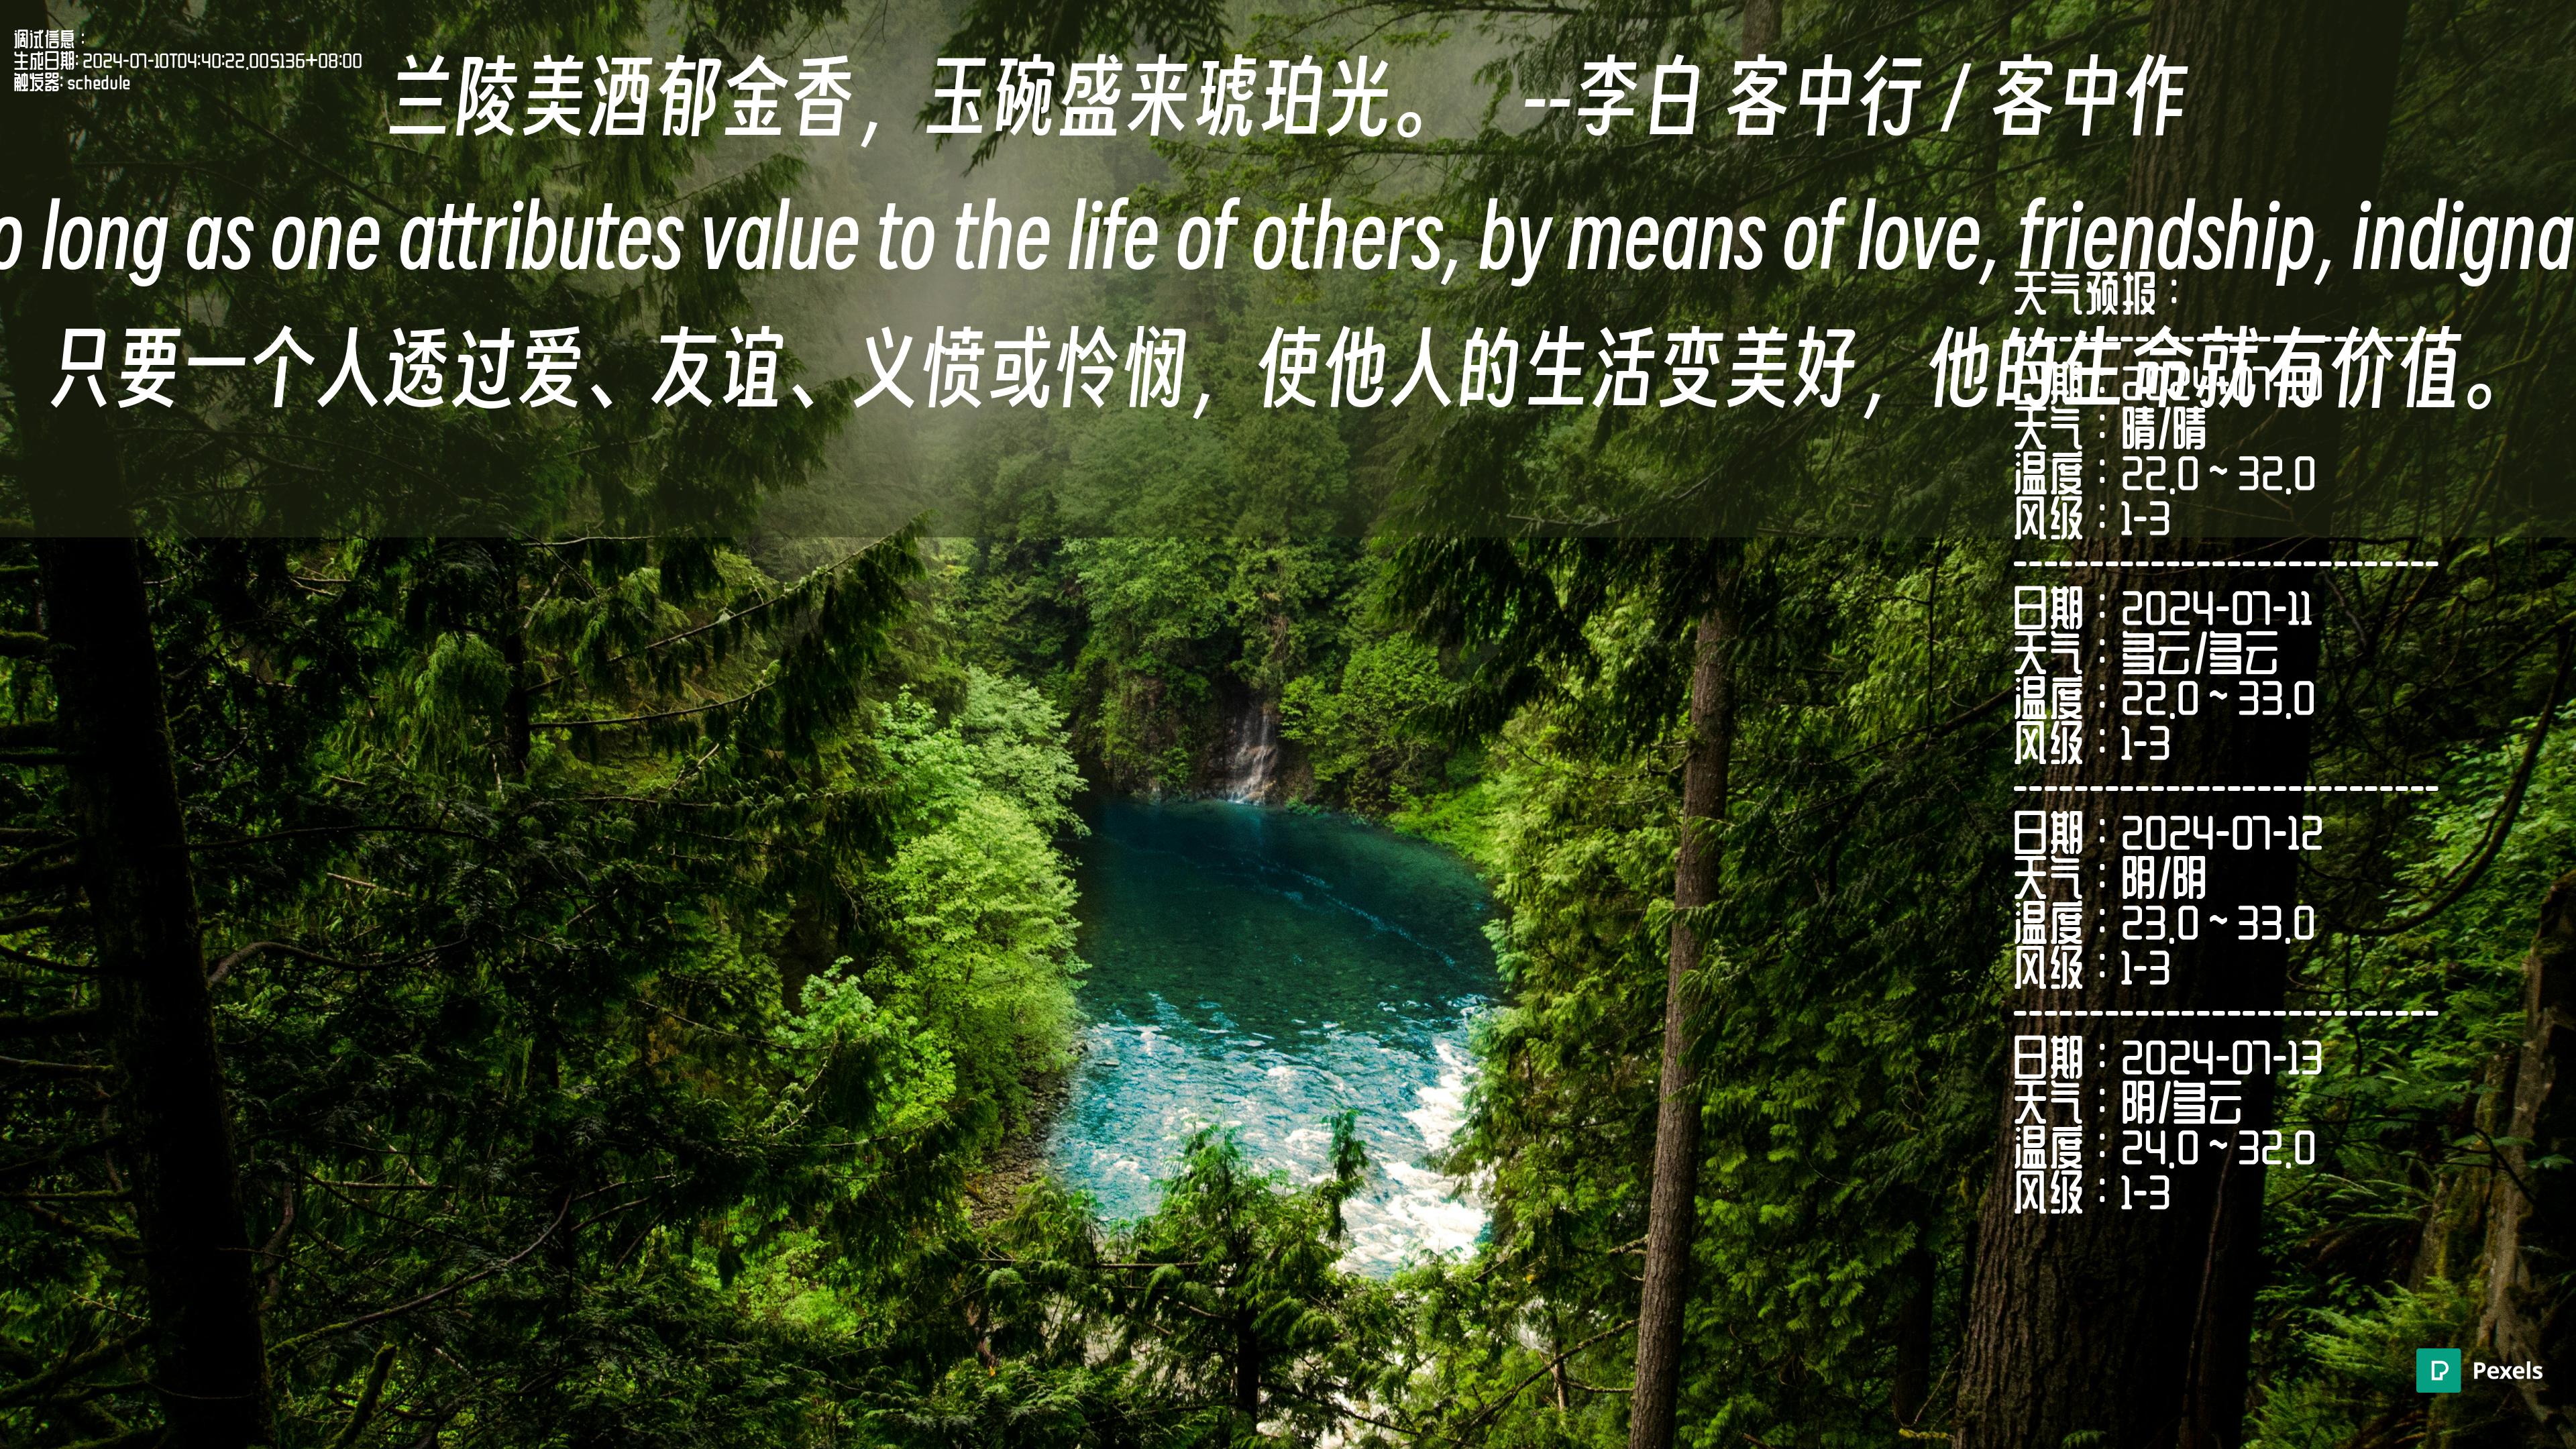 调试信息：
生成日期: 2024-07-10T04:40:22.005136+08:00
触发器: schedule
兰陵美酒郁金香，玉碗盛来琥珀光。 --李白 客中行 / 客中作
o long as one attributes value to the life of others, by means of love, friendship, indigna
只要一个人透过爱、友谊、义愤或怜悯，使他人的生活变美好，他的生命就有价值。
天气预报：
----------------------------
日期：2024-07-10
天气：晴/晴
温度：22.0 ~ 32.0
风级：1-3
----------------------------
日期：2024-07-11
天气：多云/多云
温度：22.0 ~ 33.0
风级：1-3
----------------------------
日期：2024-07-12
天气：阴/阴
温度：23.0 ~ 33.0
风级：1-3
----------------------------
日期：2024-07-13
天气：阴/多云
温度：24.0 ~ 32.0
风级：1-3
Pexels